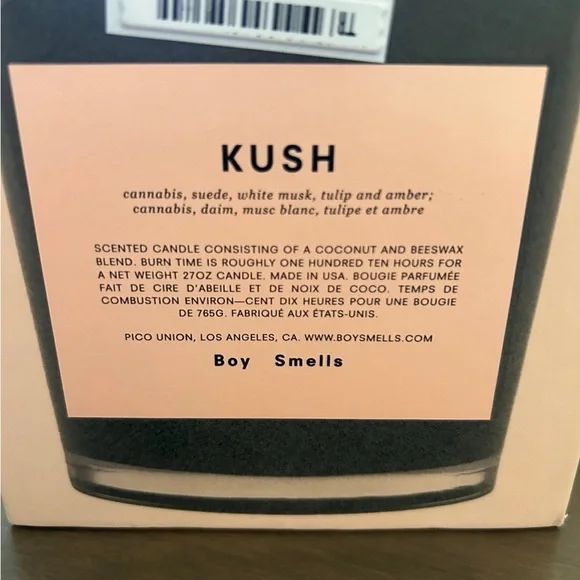 KUSH
cannabis, suede, white musk, tulip and amber;
cannabis, daim, musc blanc, tulipe et ambre
SCENTED CANDLE CONSISTING OF A COCONUT AND BEESWAX
BLEND. BURN TIME IS ROUGHLY ONE HUNDRED TEN HOURS FOR
A NET WEIGHT 27OZ CANDLE. MADE IN USA. BOUGIE PARFUMÉE
FAIT DE CIRE D'ABEILLE ET DE NOIX DE COCO. TEMPS DE
COMBUSTION ENVIRON—CENT DIX HEURES POUR UNE BOUGIE
DE 765G. FABRIQUÉ AUX ÉTATS-UNIS.
PICO UNION, LOS ANGELES, CA. WWW.BOYSMELLS.COM
Boy Smells